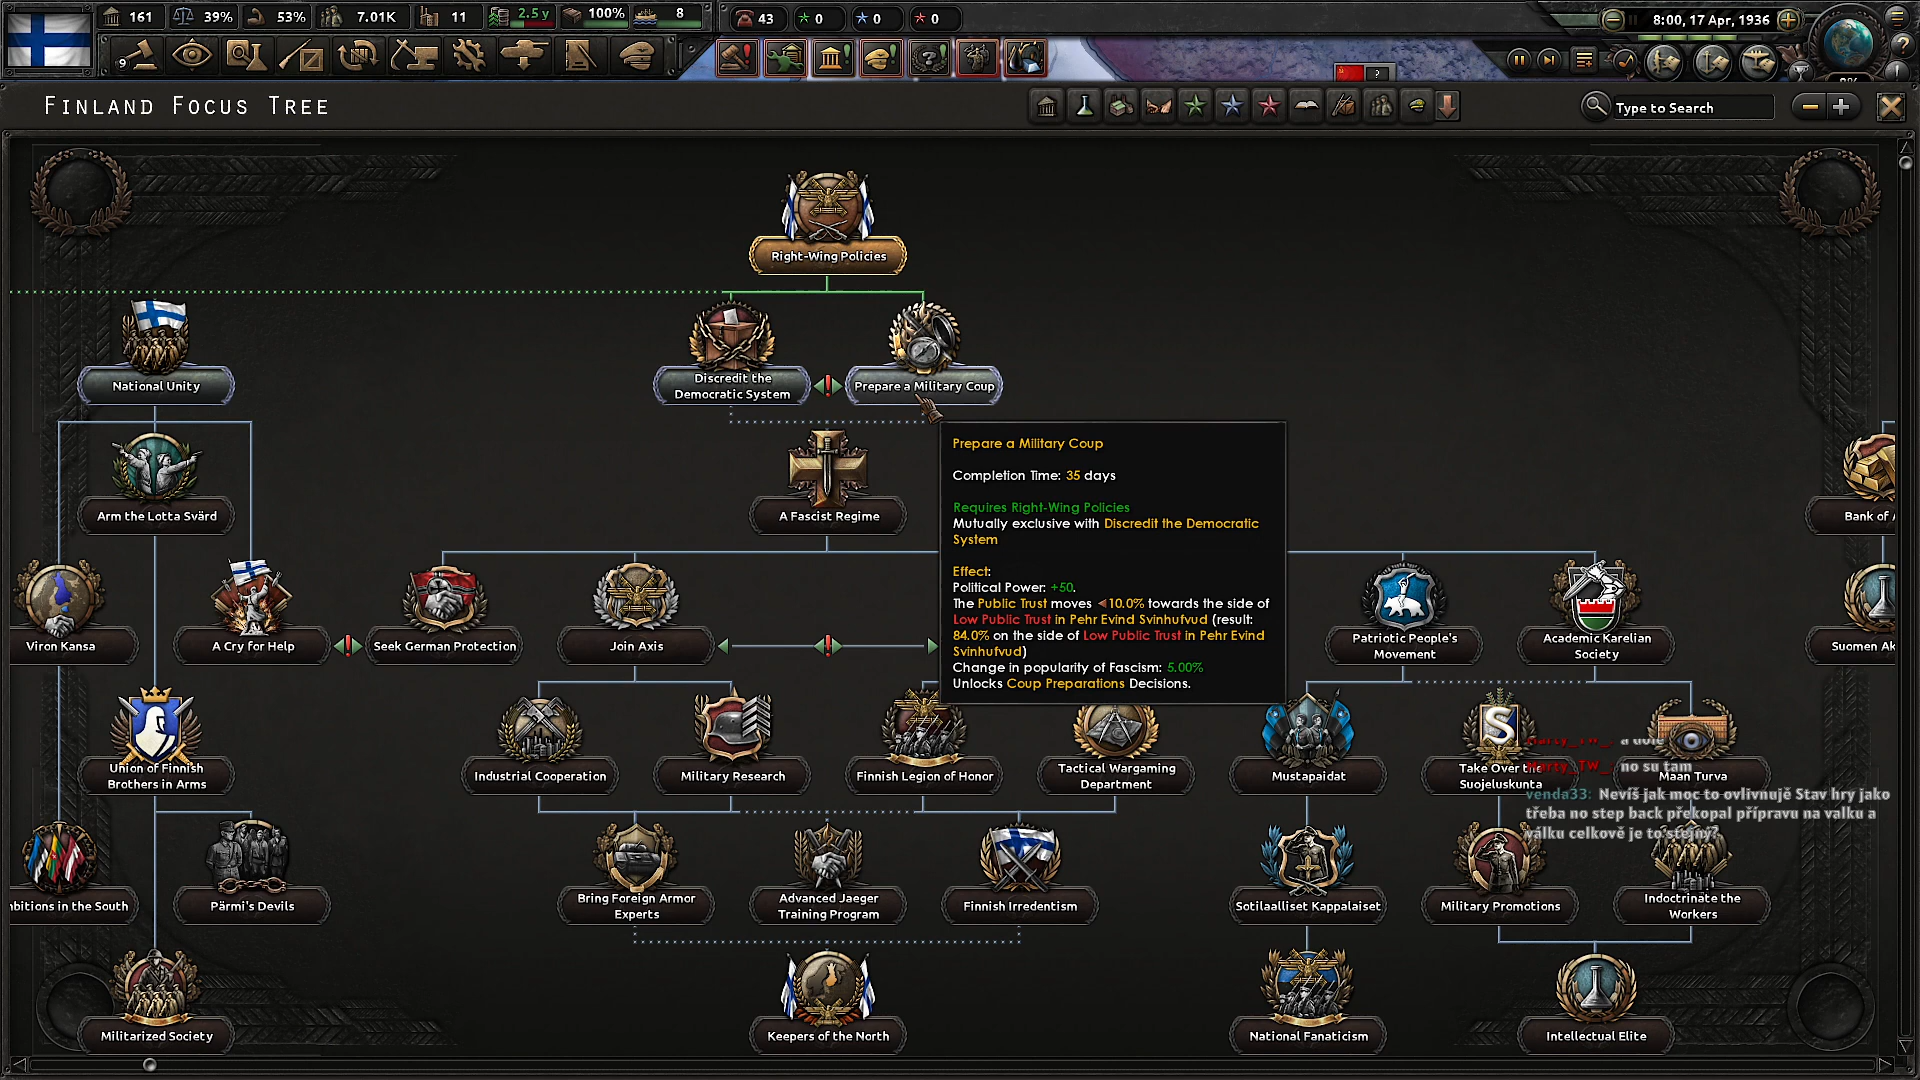 161
39%
53%
7.01K
11
2.5 y
100%
8
43
0
0
0
8:00, 17 Apr, 1936
9
?
FINLAND FOCUS TREE
Type to Search
Right-Wing Policies
National Unity
Discredit the
Democratic System
Prepare a Military Coup
Prepare a Military Coup
Completion Time: 35 days
Requires Right-Wing Policies
Mutually exclusive with Discredit the Democratic
System
Effect:
Political Power: +50.
The Public Trust moves ◀10.0% towards the side of
Low Public Trust in Pehr Evind Svinhufvud (result:
84.0% on the side of Low Public Trust in Pehr Evind
Svinhufvud)
Change in popularity of Fascism: 5.00%
Unlocks Coup Preparations Decisions.
Arm the Lotta Svärd
A Fascist Regime
Bank of
Viron Kansa
A Cry for Help
Seek German Protection
Join Axis
Patriotic People's
Movement
Academic Karelian
Society
Suomen Ak
Union of Finnish
Brothers in Arms
Industrial Cooperation
Military Research
Finnish Legion of Honor
Tactical Wargaming
Department
Mustapaidat
Take Over the
Suojeluskunta
Maan Turva
no su tam
venda33: Nevíš jak moc to ovlivnujě Stav hry jako
třeba no step back překopal přípravu na valku a
válku celkově je to stejný?
nbitions in the South
Pärmi's Devils
Bring Foreign Armor
Experts
Advanced Jaeger
Training Program
Finnish Irredentism
Sotilaalliset Kappalaiset
Military Promotions
Indoctrinate the
Workers
Militarized Society
Keepers of the North
National Fanaticism
Intellectual Elite